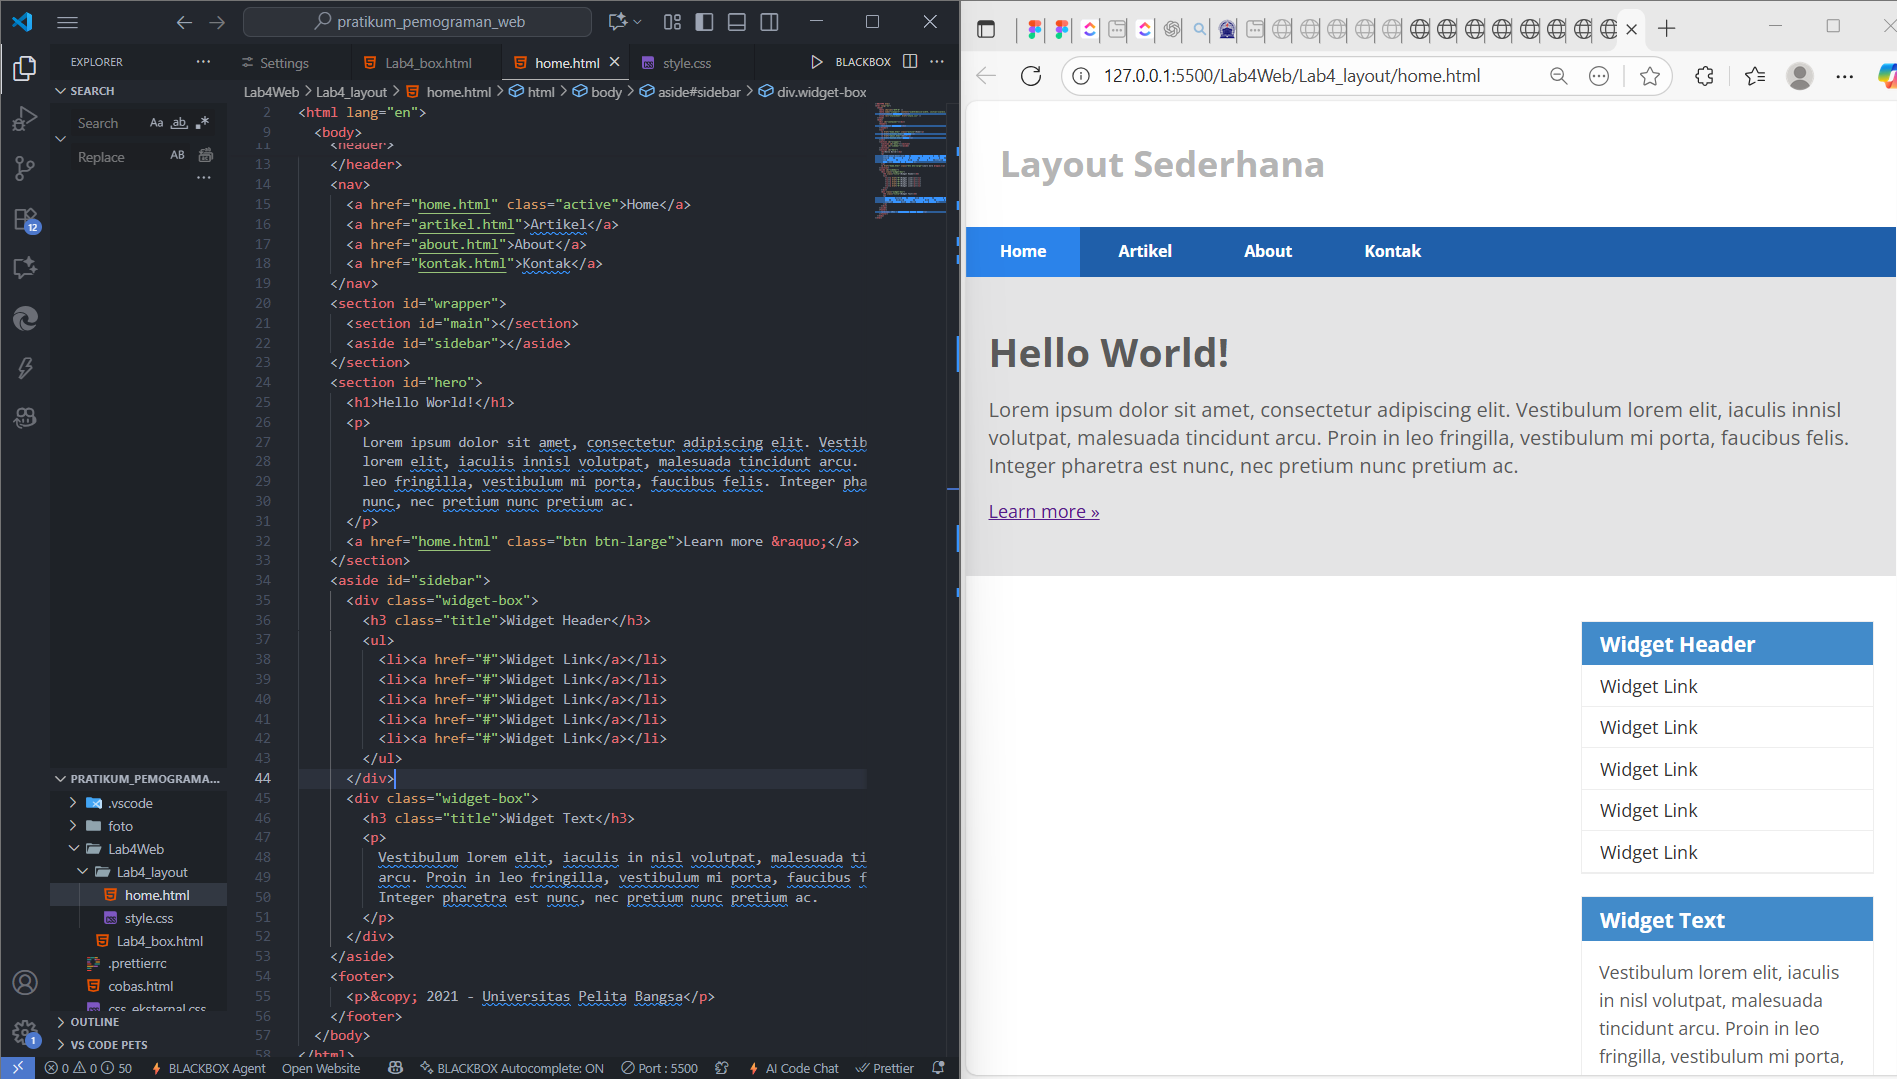 pratikum_pemograman_web
EXPLORER
SEARCH
Search
Aa
ab
Replace
AB
12
Settings
Lab4_box.html
home.html
style.css
BLACKBOX
Lab4Web > Lab4_layout > home.html > html > body > aside#sidebar > div.widget-box
2 <html lang="en">
9 <body>
11 <header>
13 </header>
14 <nav>
15 <a href="home.html" class="active">Home</a>
16 <a href="artikel.html">Artikel</a>
17 <a href="about.html">About</a>
18 <a href="kontak.html">Kontak</a>
19 </nav>
20 <section id="wrapper">
21 <section id="main"></section>
22 <aside id="sidebar"></aside>
23 </section>
24 <section id="hero">
25 <h1>Hello World!</h1>
26 <p>
27 Lorem ipsum dolor sit amet, consectetur adipiscing elit. Vestib
28 lorem elit, iaculis innisl volutpat, malesuada tincidunt arcu.
29 leo fringilla, vestibulum mi porta, faucibus felis. Integer pha
30 nunc, nec pretium nunc pretium ac.
31 </p>
32 <a href="home.html" class="btn btn-large">Learn more &raquo;</a>
33 </section>
34 <aside id="sidebar">
35 <div class="widget-box">
36 <h3 class="title">Widget Header</h3>
37 <ul>
38 <li><a href="#">Widget Link</a></li>
39 <li><a href="#">Widget Link</a></li>
40 <li><a href="#">Widget Link</a></li>
41 <li><a href="#">Widget Link</a></li>
42 <li><a href="#">Widget Link</a></li>
43 </ul>
44 </div>
45 <div class="widget-box">
46 <h3 class="title">Widget Text</h3>
47 <p>
48 Vestibulum lorem elit, iaculis in nisl volutpat, malesuada ti
49 arcu. Proin in leo fringilla, vestibulum mi porta, faucibus f
50 Integer pharetra est nunc, nec pretium nunc pretium ac.
51 </p>
52 </div>
53 </aside>
54 <footer>
55 <p>&copy; 2021 - Universitas Pelita Bangsa</p>
56 </footer>
57 </body>
58 </html>
PRATIKUM_PEMOGRAMA...
.vscode
foto
Lab4Web
Lab4_layout
home.html
style.css
Lab4_box.html
.prettierrc
cobas.html
css_eksternal.css
OUTLINE
VS CODE PETS
1
0 0 50 BLACKBOX Agent Open Website BLACKBOX Autocomplete: ON Port : 5500 AI Code Chat Prettier
127.0.0.1:5500/Lab4Web/Lab4_layout/home.html
Layout Sederhana
Home Artikel About Kontak
Hello World!
Lorem ipsum dolor sit amet, consectetur adipiscing elit. Vestibulum lorem elit, iaculis innisl
volutpat, malesuada tincidunt arcu. Proin in leo fringilla, vestibulum mi porta, faucibus felis.
Integer pharetra est nunc, nec pretium nunc pretium ac.
Learn more »
Widget Header
Widget Link
Widget Link
Widget Link
Widget Link
Widget Link
Widget Text
Vestibulum lorem elit, iaculis
in nisl volutpat, malesuada
tincidunt arcu. Proin in leo
fringilla, vestibulum mi porta,